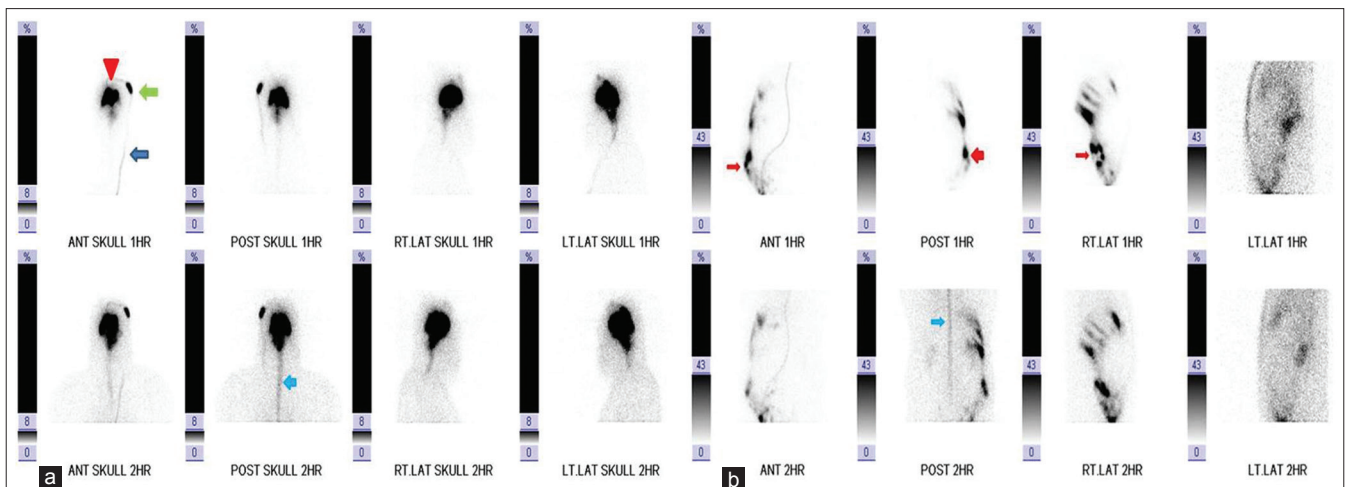 %
8
0
ANT SKULL 1HR
%
8
0
POST SKULL 1HR
%
8
0
RT.LAT SKULL 1HR
%
8
0
LT.LAT SKULL 1HR
%
43
0
ANT 1HR
%
43
0
POST 1HR
%
43
0
RT.LAT 1HR
%
43
0
LT.LAT 1HR
%
8
0
ANT SKULL 2HR
%
8
0
POST SKULL 2HR
%
8
0
RT.LAT SKULL 2HR
%
8
0
LT.LAT SKULL 2HR
%
43
0
ANT 2HR
%
43
0
POST 2HR
%
43
0
RT.LAT 2HR
%
43
0
LT.LAT 2HR
a
b